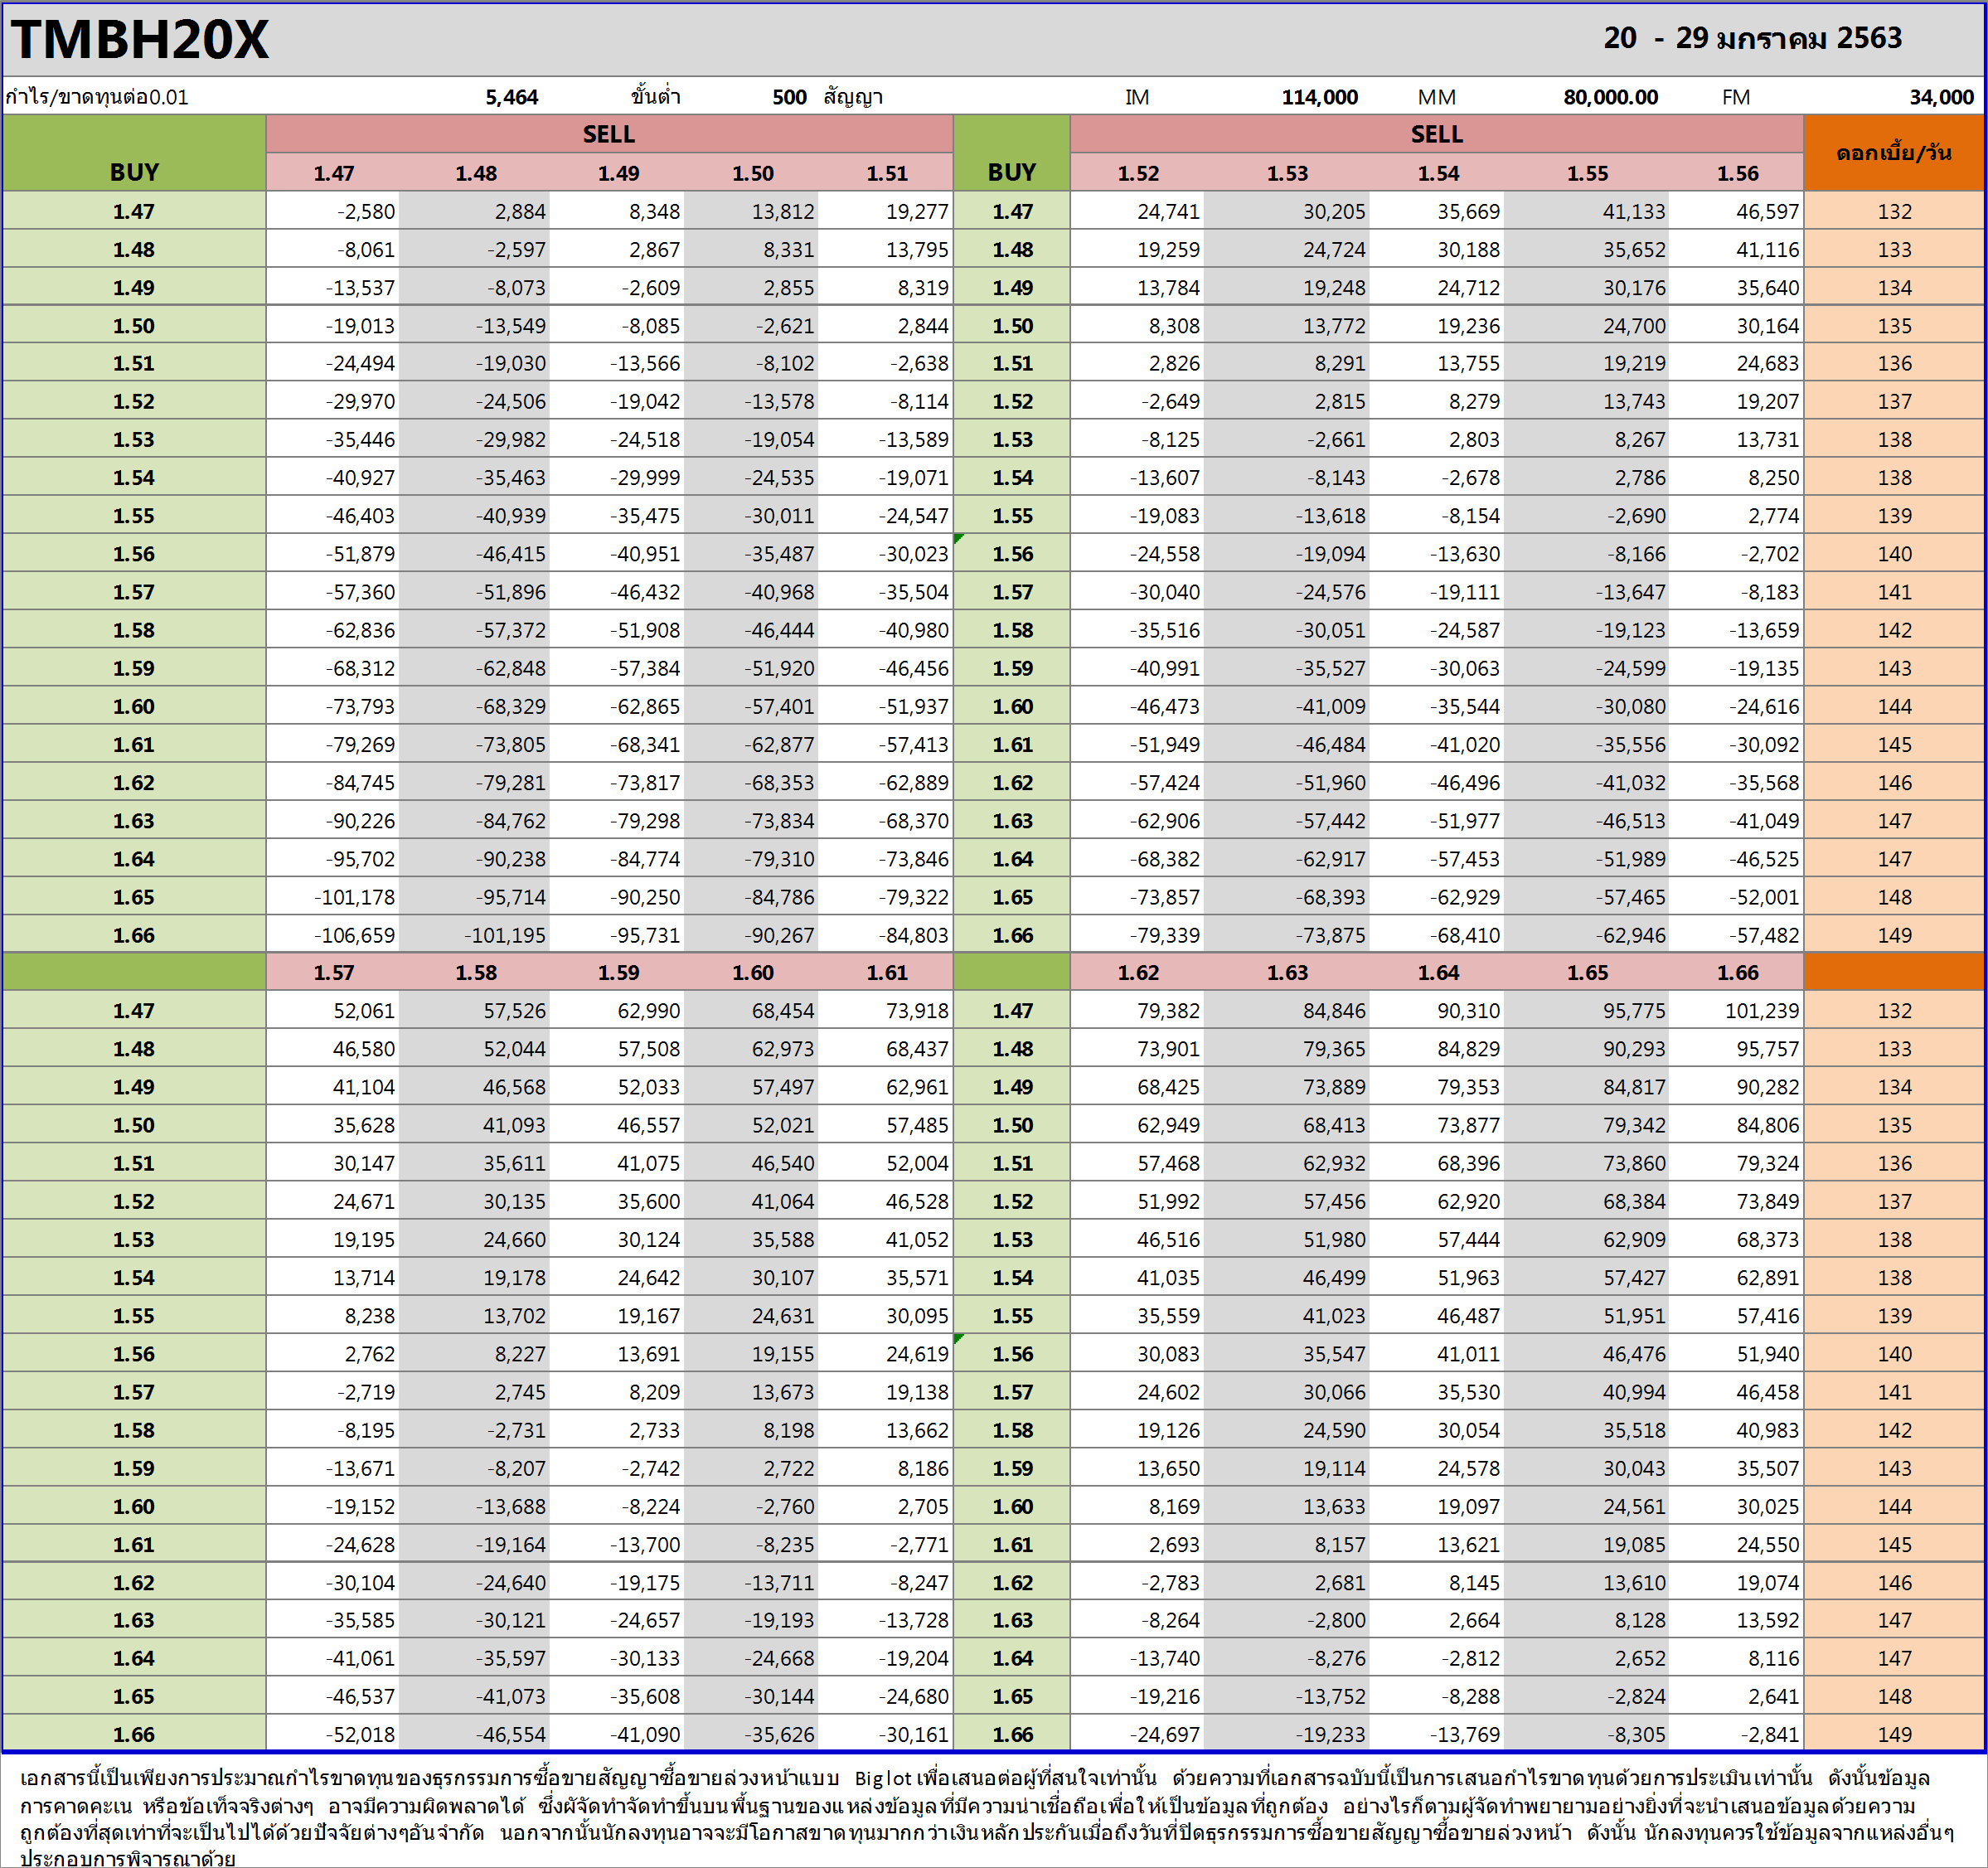 TMBH20X 20 - 29 มกราคม 2563
กำไร/ขาดทุนต่อ0.01 5,464 ขั้นต่ำ 500 สัญญา IM 114,000 MM 80,000.00 FM 34,000
BUY SELL BUY SELL ดอกเบี้ย/วัน
1.47 1.48 1.49 1.50 1.51 1.52 1.53 1.54 1.55 1.56
1.47 -2,580 2,884 8,348 13,812 19,277 1.47 24,741 30,205 35,669 41,133 46,597 132
1.48 -8,061 -2,597 2,867 8,331 13,795 1.48 19,259 24,724 30,188 35,652 41,116 133
1.49 -13,537 -8,073 -2,609 2,855 8,319 1.49 13,784 19,248 24,712 30,176 35,640 134
1.50 -19,013 -13,549 -8,085 -2,621 2,844 1.50 8,308 13,772 19,236 24,700 30,164 135
1.51 -24,494 -19,030 -13,566 -8,102 -2,638 1.51 2,826 8,291 13,755 19,219 24,683 136
1.52 -29,970 -24,506 -19,042 -13,578 -8,114 1.52 -2,649 2,815 8,279 13,743 19,207 137
1.53 -35,446 -29,982 -24,518 -19,054 -13,589 1.53 -8,125 -2,661 2,803 8,267 13,731 138
1.54 -40,927 -35,463 -29,999 -24,535 -19,071 1.54 -13,607 -8,143 -2,678 2,786 8,250 138
1.55 -46,403 -40,939 -35,475 -30,011 -24,547 1.55 -19,083 -13,618 -8,154 -2,690 2,774 139
1.56 -51,879 -46,415 -40,951 -35,487 -30,023 1.56 -24,558 -19,094 -13,630 -8,166 -2,702 140
1.57 -57,360 -51,896 -46,432 -40,968 -35,504 1.57 -30,040 -24,576 -19,111 -13,647 -8,183 141
1.58 -62,836 -57,372 -51,908 -46,444 -40,980 1.58 -35,516 -30,051 -24,587 -19,123 -13,659 142
1.59 -68,312 -62,848 -57,384 -51,920 -46,456 1.59 -40,991 -35,527 -30,063 -24,599 -19,135 143
1.60 -73,793 -68,329 -62,865 -57,401 -51,937 1.60 -46,473 -41,009 -35,544 -30,080 -24,616 144
1.61 -79,269 -73,805 -68,341 -62,877 -57,413 1.61 -51,949 -46,484 -41,020 -35,556 -30,092 145
1.62 -84,745 -79,281 -73,817 -68,353 -62,889 1.62 -57,424 -51,960 -46,496 -41,032 -35,568 146
1.63 -90,226 -84,762 -79,298 -73,834 -68,370 1.63 -62,906 -57,442 -51,977 -46,513 -41,049 147
1.64 -95,702 -90,238 -84,774 -79,310 -73,846 1.64 -68,382 -62,917 -57,453 -51,989 -46,525 147
1.65 -101,178 -95,714 -90,250 -84,786 -79,322 1.65 -73,857 -68,393 -62,929 -57,465 -52,001 148
1.66 -106,659 -101,195 -95,731 -90,267 -84,803 1.66 -79,339 -73,875 -68,410 -62,946 -57,482 149
1.57 1.58 1.59 1.60 1.61 1.62 1.63 1.64 1.65 1.66
1.47 52,061 57,526 62,990 68,454 73,918 1.47 79,382 84,846 90,310 95,775 101,239 132
1.48 46,580 52,044 57,508 62,973 68,437 1.48 73,901 79,365 84,829 90,293 95,757 133
1.49 41,104 46,568 52,033 57,497 62,961 1.49 68,425 73,889 79,353 84,817 90,282 134
1.50 35,628 41,093 46,557 52,021 57,485 1.50 62,949 68,413 73,877 79,342 84,806 135
1.51 30,147 35,611 41,075 46,540 52,004 1.51 57,468 62,932 68,396 73,860 79,324 136
1.52 24,671 30,135 35,600 41,064 46,528 1.52 51,992 57,456 62,920 68,384 73,849 137
1.53 19,195 24,660 30,124 35,588 41,052 1.53 46,516 51,980 57,444 62,909 68,373 138
1.54 13,714 19,178 24,642 30,107 35,571 1.54 41,035 46,499 51,963 57,427 62,891 138
1.55 8,238 13,702 19,167 24,631 30,095 1.55 35,559 41,023 46,487 51,951 57,416 139
1.56 2,762 8,227 13,691 19,155 24,619 1.56 30,083 35,547 41,011 46,476 51,940 140
1.57 -2,719 2,745 8,209 13,673 19,138 1.57 24,602 30,066 35,530 40,994 46,458 141
1.58 -8,195 -2,731 2,733 8,198 13,662 1.58 19,126 24,590 30,054 35,518 40,983 142
1.59 -13,671 -8,207 -2,742 2,722 8,186 1.59 13,650 19,114 24,578 30,043 35,507 143
1.60 -19,152 -13,688 -8,224 -2,760 2,705 1.60 8,169 13,633 19,097 24,561 30,025 144
1.61 -24,628 -19,164 -13,700 -8,235 -2,771 1.61 2,693 8,157 13,621 19,085 24,550 145
1.62 -30,104 -24,640 -19,175 -13,711 -8,247 1.62 -2,783 2,681 8,145 13,610 19,074 146
1.63 -35,585 -30,121 -24,657 -19,193 -13,728 1.63 -8,264 -2,800 2,664 8,128 13,592 147
1.64 -41,061 -35,597 -30,133 -24,668 -19,204 1.64 -13,740 -8,276 -2,812 2,652 8,116 147
1.65 -46,537 -41,073 -35,608 -30,144 -24,680 1.65 -19,216 -13,752 -8,288 -2,824 2,641 148
1.66 -52,018 -46,554 -41,090 -35,626 -30,161 1.66 -24,697 -19,233 -13,769 -8,305 -2,841 149
เอกสารนี้เป็นเพียงการประมาณกำไรขาดทุนของธุรกรรมการซื้อขายสัญญาซื้อขายล่วงหน้าแบบ Big lot เพื่อเสนอต่อผู้ที่สนใจเท่านั้น ด้วยความที่เอกสารฉบับนี้เป็นการเสนอกำไรขาดทุนด้วยการประเมินเท่านั้น ดังนั้นข้อมูล
การคาดคะเน หรือข้อเท็จจริงต่างๆ อาจมีความผิดพลาดได้ ซึ่งผัจัดทำจัดทำขึ้นบนพื้นฐานของแหล่งข้อมูลที่มีความน่าเชื่อถือเพื่อให้เป็นข้อมูลที่ถูกต้อง อย่างไรก็ตามผู้จัดทำพยายามอย่างยิ่งที่จะนำเสนอข้อมูลด้วยความ
ถูกต้องที่สุดเท่าที่จะเป็นไปได้ด้วยปัจจัยต่างๆอันจำกัด นอกจากนั้นนักลงทุนอาจจะมีโอกาสขาดทุนมากกว่าเงินหลักประกันเมื่อถึงวันที่ปิดธุรกรรมการซื้อขายสัญญาซื้อขายล่วงหน้า ดังนั้น นักลงทุนควรใช้ข้อมูลจากแหล่งอื่นๆ
ประกอบการพิจารณาด้วย